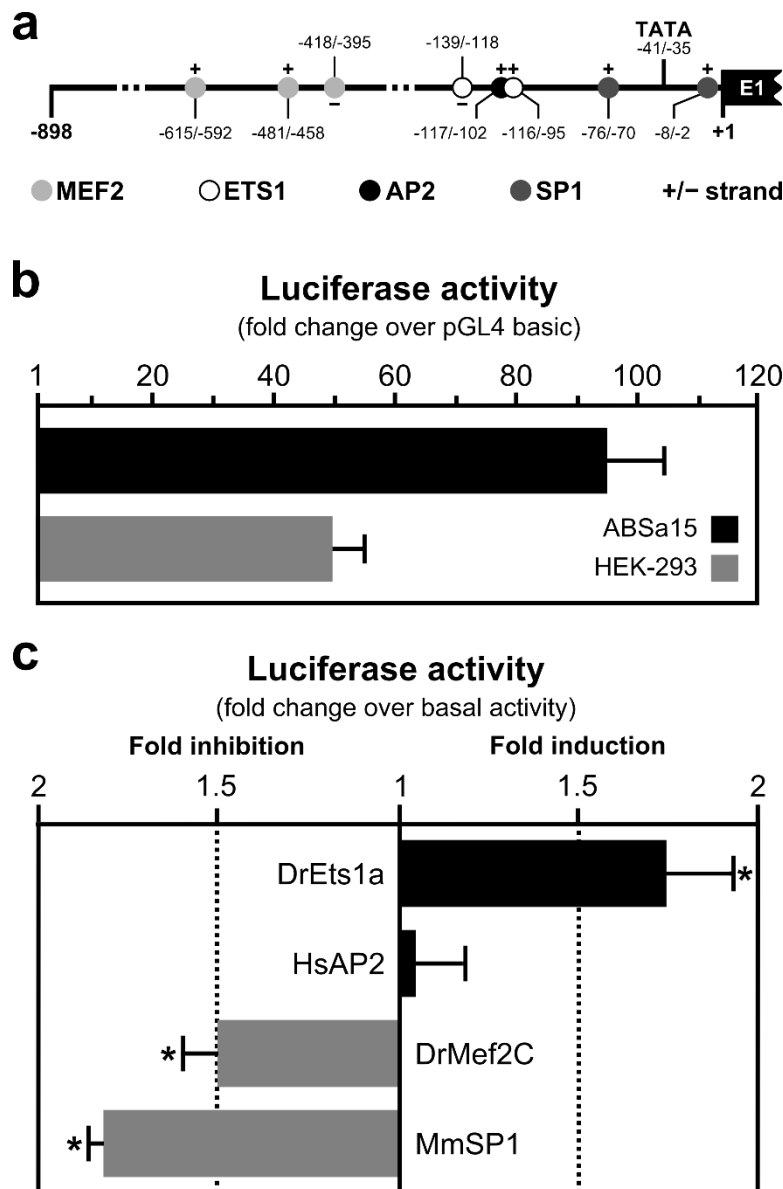 a
-418/-395 -139/-118 TATA
-41/-35
+ + + + + + +
E1
− −
-898 -615/-592 -481/-458 -117/-102 -116/-95 -76/-70 -8/-2 +1
MEF2 ETS1 AP2 SP1 +/− strand
b
Luciferase activity
(fold change over pGL4 basic)
1 20 40 60 80 100 120
ABSa15
HEK-293
c
Luciferase activity
(fold change over basal activity)
Fold inhibition Fold induction
2 1.5 1 1.5 2
DrEts1a *
HsAP2
* DrMef2C
* MmSP1